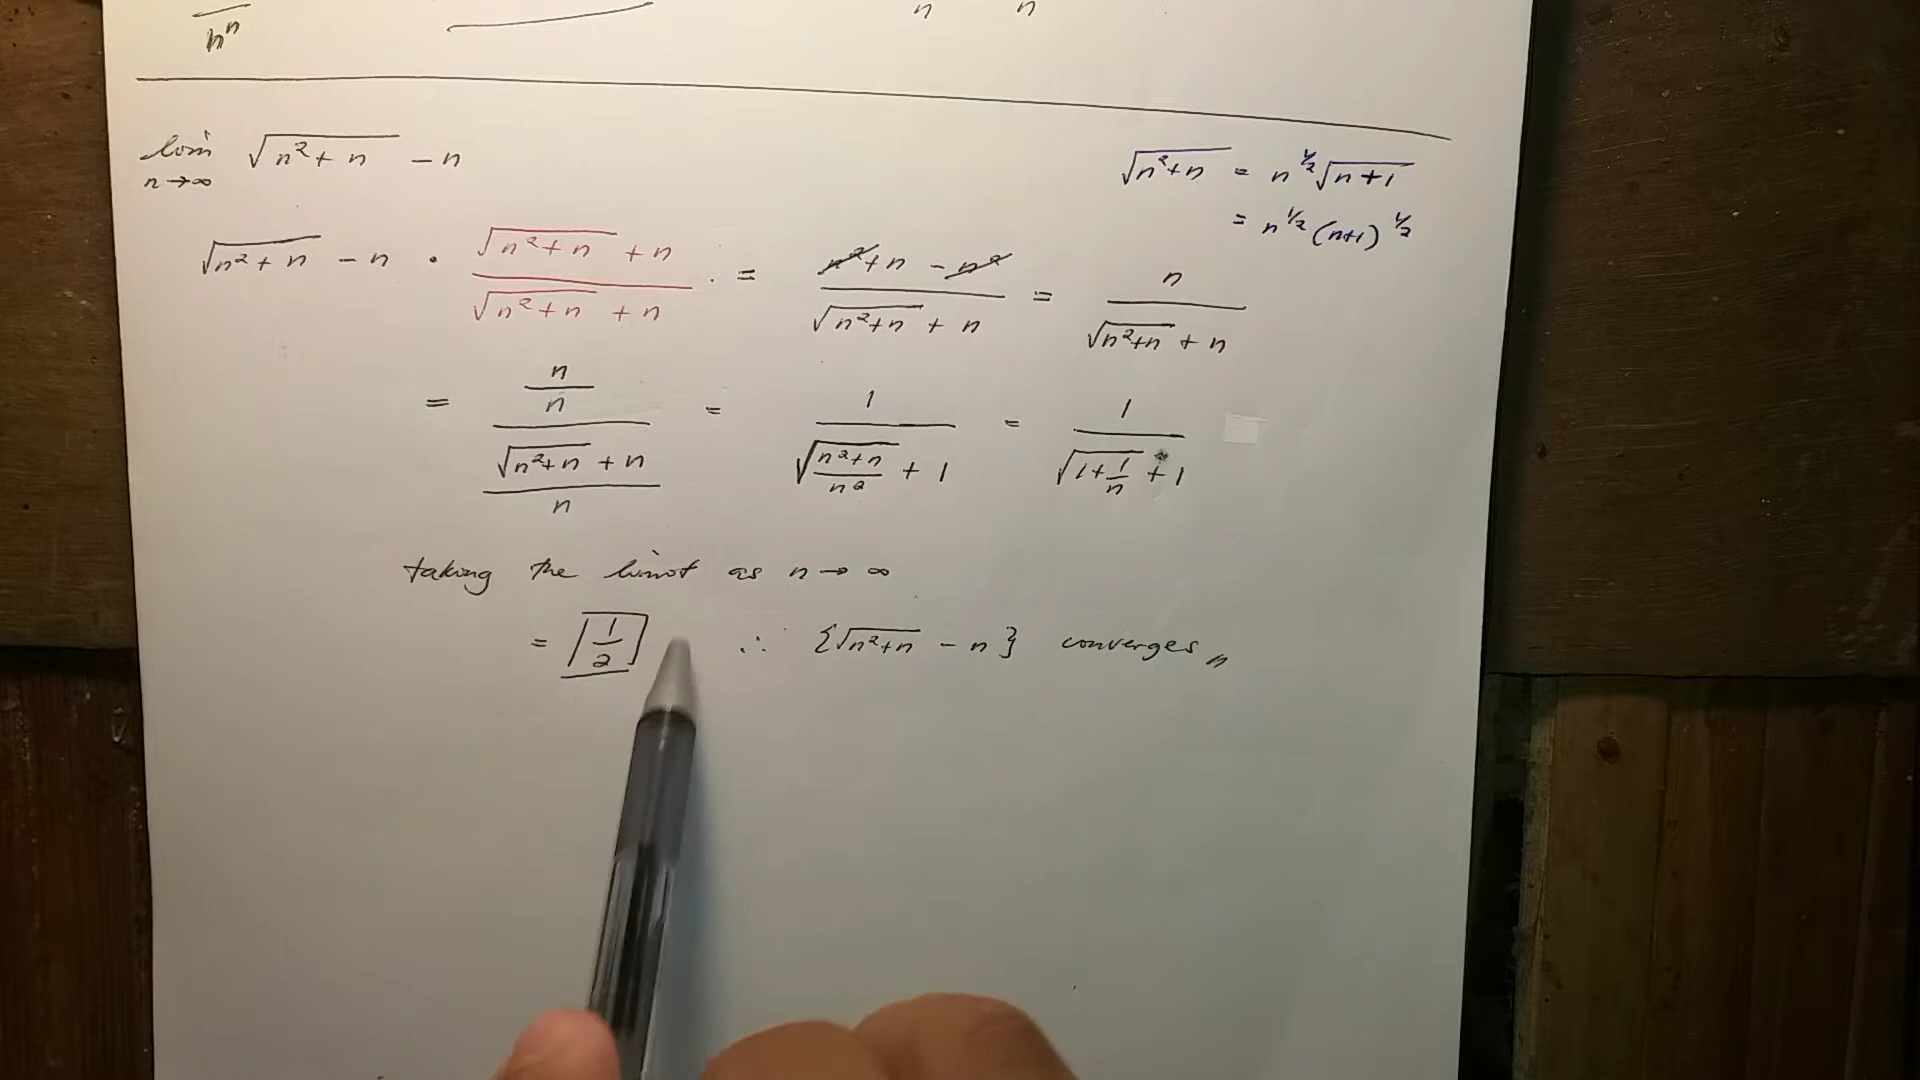 n^n n n
lim n→∞ √(n²+n) - n
√(n²+n) = n^½ √(n+1)
= n^½ (n+1)^½
√(n²+n) - n · (√(n²+n) + n)/(√(n²+n) + n) · = (n²+n - n²)/(√(n²+n) + n) = n/(√(n²+n) + n)
= (n/n)/((√(n²+n) + n)/n) = 1/(√((n²+n)/n²) + 1) = 1/(√(1+1/n) + 1)
taking the limit as n→∞
= 1/2 ∴ {√(n²+n) - n} converges